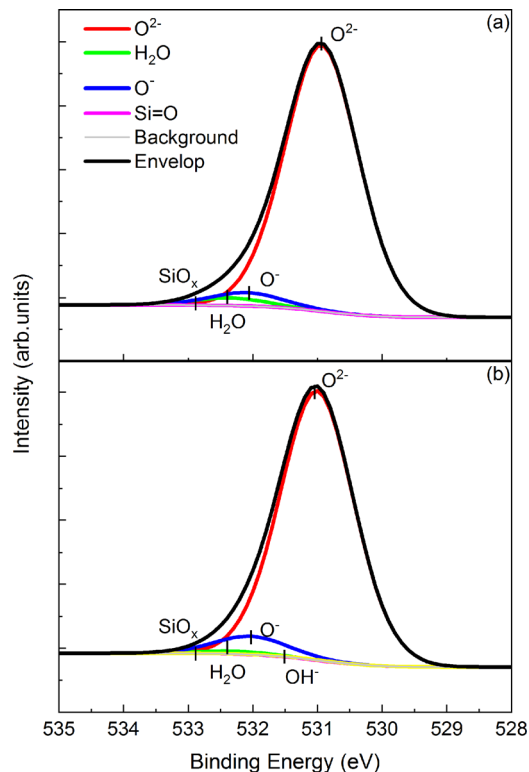 (a)
O²⁻
H₂O
O⁻
Si=O
Background
Envelop
O²⁻
SiOₓ
O⁻
H₂O
(b)
O²⁻
SiOₓ
O⁻
H₂O
OH⁻
Intensity (arb.units)
535 534 533 532 531 530 529 528
Binding Energy (eV)